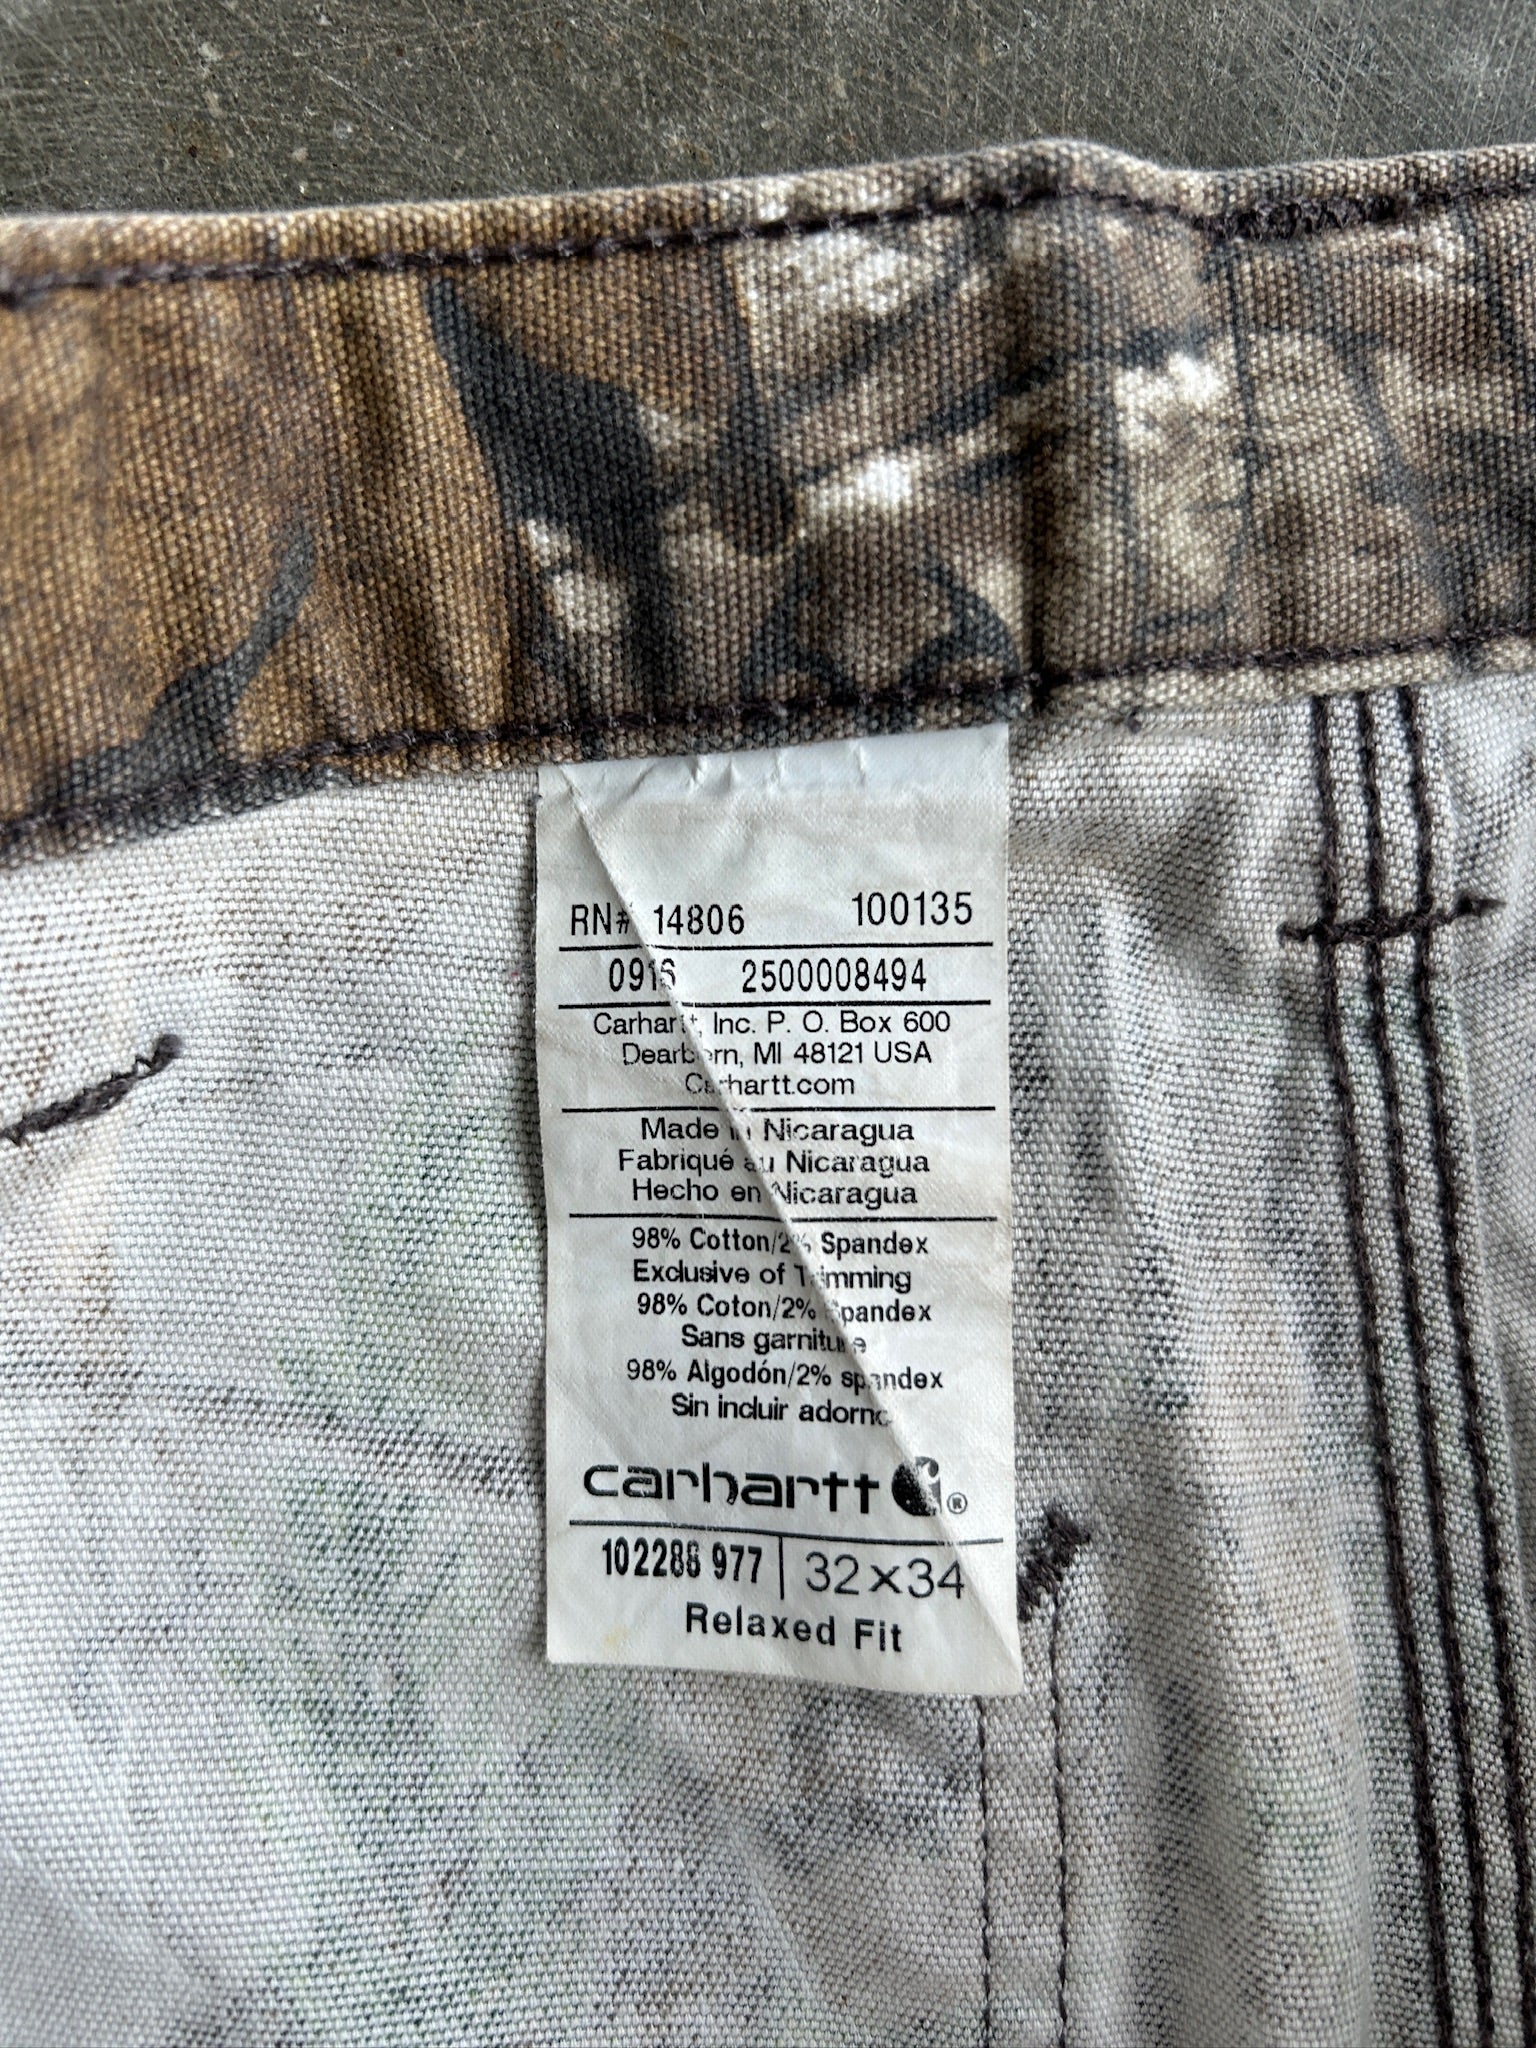 RN# 14806 100135
0916 2500008494
Carhartt, Inc. P. O. Box 600
Dearborn, MI 48121 USA
Carhartt.com
Made in Nicaragua
Fabriqué au Nicaragua
Hecho en Nicaragua
98% Cotton/2% Spandex
Exclusive of Trimming
98% Coton/2% Spandex
Sans garniture
98% Algodón/2% spandex
Sin incluir adorno
carhartt ®
102286 977 32x34
Relaxed Fit